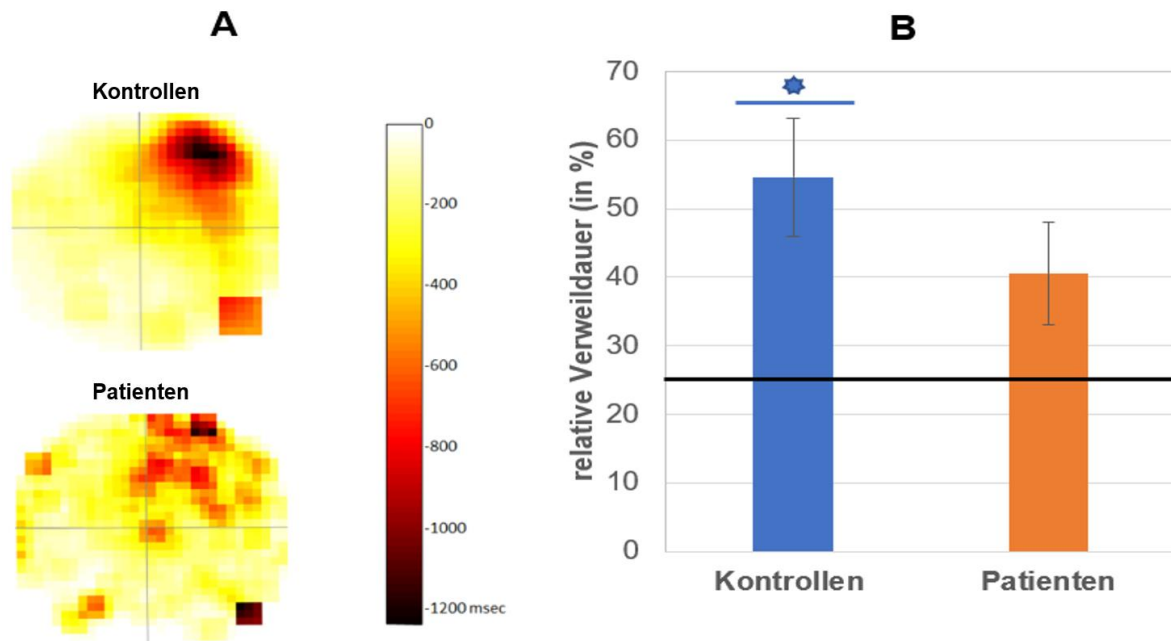 A
Kontrollen
0
-200
-400
-600
-800
-1000
-1200 msec
Patienten
B
relative Verweildauer (in %)
70
60
50
40
30
20
10
0
Kontrollen
Patienten